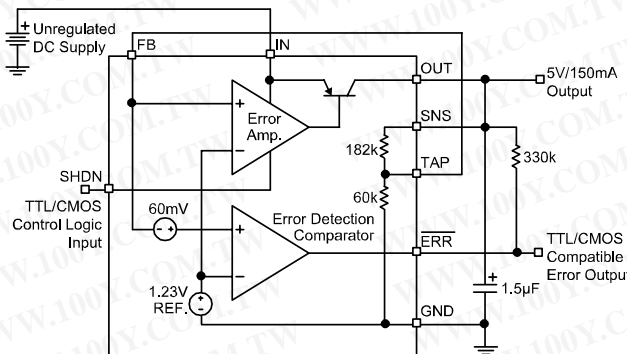 Unregulated
DC Supply
FB
IN
OUT
5V/150mA
Output
Error
Amp.
SNS
182k
330k
TAP
SHDN
60k
TTL/CMOS
Control Logic
Input
60mV
Error Detection
Comparator
ERR
TTL/CMOS
Compatible
Error Output
1.23V
REF.
1.5µF
GND
WWW.100Y.COM.TW